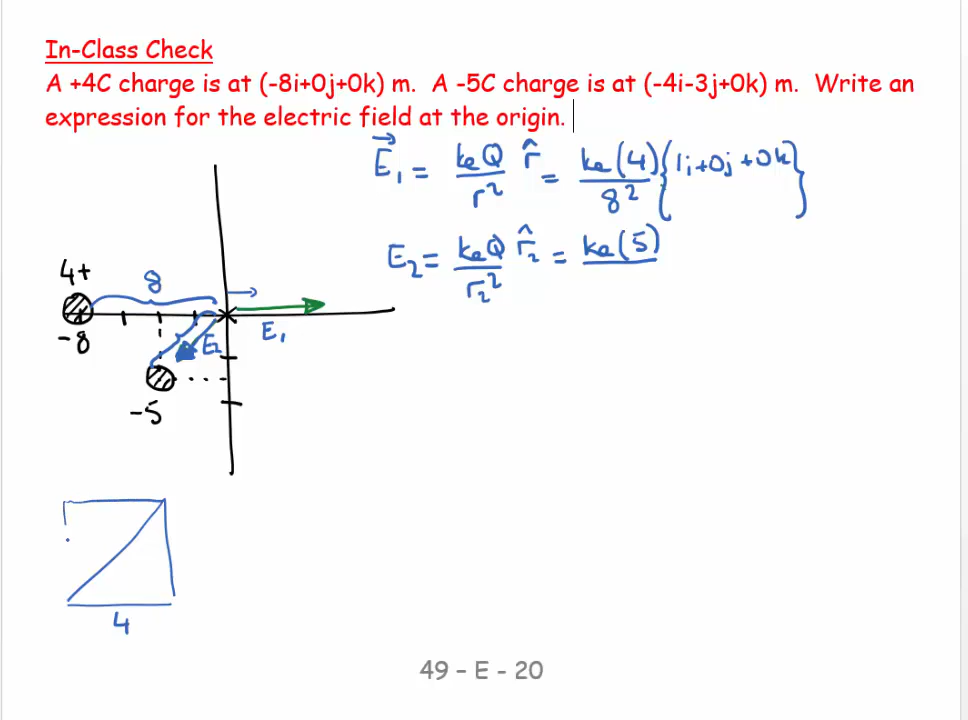 In-Class Check
A +4C charge is at (-8i+0j+0k) m. A -5C charge is at (-4i-3j+0k) m. Write an
expression for the electric field at the origin.
E⃗₁ = keQ/r² r̂ = ke(4)/8² {1i+0j+0k}
E₂ = keQ/r₂² r̂₂ = ke(5)
4+
8
-8
E₂
E₁
-5
4
49 – E - 20